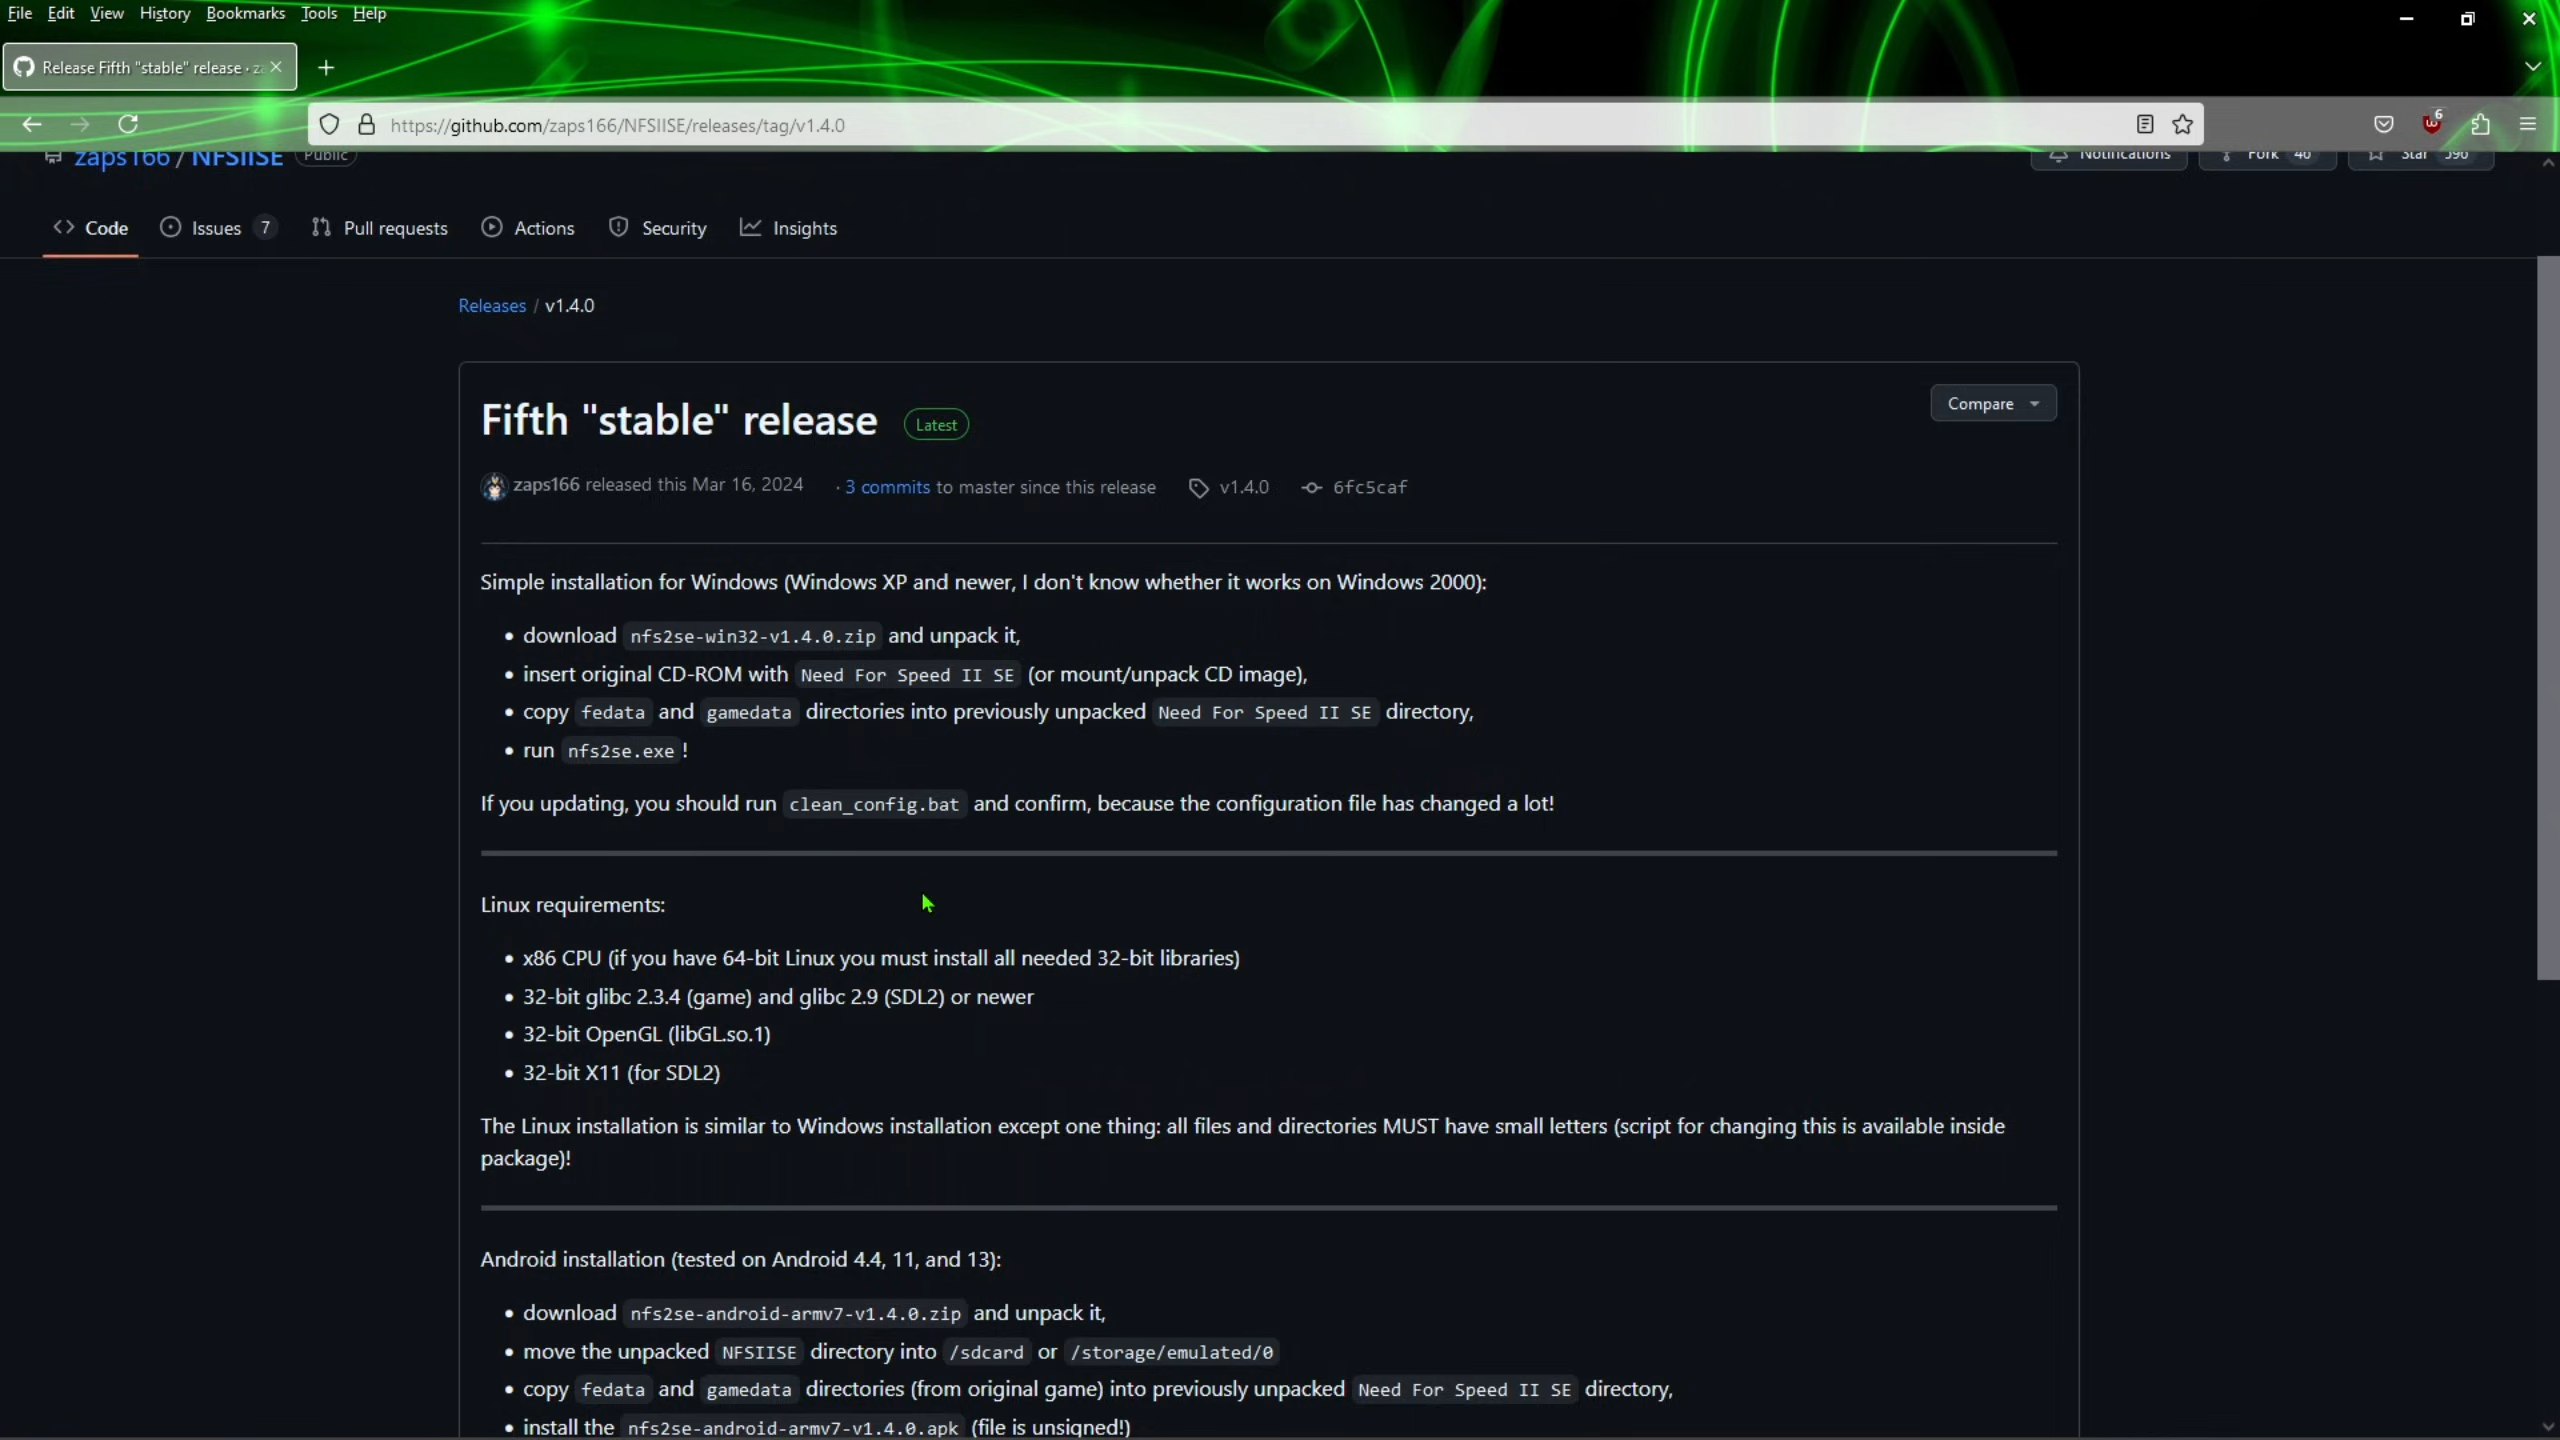 File Edit View History Bookmarks Tools Help
Release Fifth "stable" release · za
https://github.com/zaps166/NFSIISE/releases/tag/v1.4.0
6
zaps166 / NFSIISE Public
Notifications Fork 40 Star 590
Code Issues 7 Pull requests Actions Security Insights
Releases / v1.4.0
Fifth "stable" release Latest
Compare
zaps166 released this Mar 16, 2024 · 3 commits to master since this release v1.4.0 6fc5caf
Simple installation for Windows (Windows XP and newer, I don't know whether it works on Windows 2000):
• download nfs2se-win32-v1.4.0.zip and unpack it,
• insert original CD-ROM with Need For Speed II SE (or mount/unpack CD image),
• copy fedata and gamedata directories into previously unpacked Need For Speed II SE directory,
• run nfs2se.exe !
If you updating, you should run clean_config.bat and confirm, because the configuration file has changed a lot!
Linux requirements:
• x86 CPU (if you have 64-bit Linux you must install all needed 32-bit libraries)
• 32-bit glibc 2.3.4 (game) and glibc 2.9 (SDL2) or newer
• 32-bit OpenGL (libGL.so.1)
• 32-bit X11 (for SDL2)
The Linux installation is similar to Windows installation except one thing: all files and directories MUST have small letters (script for changing this is available inside
package)!
Android installation (tested on Android 4.4, 11, and 13):
• download nfs2se-android-armv7-v1.4.0.zip and unpack it,
• move the unpacked NFSIISE directory into /sdcard or /storage/emulated/0
• copy fedata and gamedata directories (from original game) into previously unpacked Need For Speed II SE directory,
• install the nfs2se-android-armv7-v1.4.0.apk (file is unsigned!)